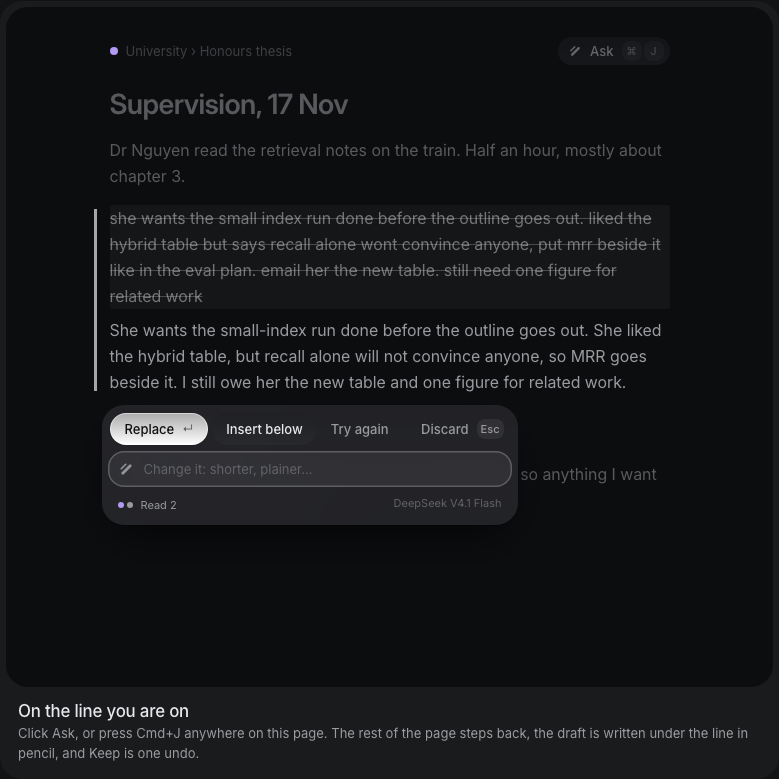 University › Honours thesis
Ask ⌘ J
Supervision, 17 Nov
Dr Nguyen read the retrieval notes on the train. Half an hour, mostly about
chapter 3.
she wants the small index run done before the outline goes out. liked the
hybrid table but says recall alone wont convince anyone, put mrr beside it
like in the eval plan. email her the new table. still need one figure for
related work
She wants the small-index run done before the outline goes out. She liked
the hybrid table, but recall alone will not convince anyone, so MRR goes
beside it. I still owe her the new table and one figure for related work.
Replace ↵ Insert below Try again Discard Esc
so anything I want
Change it: shorter, plainer...
Read 2 DeepSeek V4.1 Flash
On the line you are on
Click Ask, or press Cmd+J anywhere on this page. The rest of the page steps back, the draft is written under the line in
pencil, and Keep is one undo.